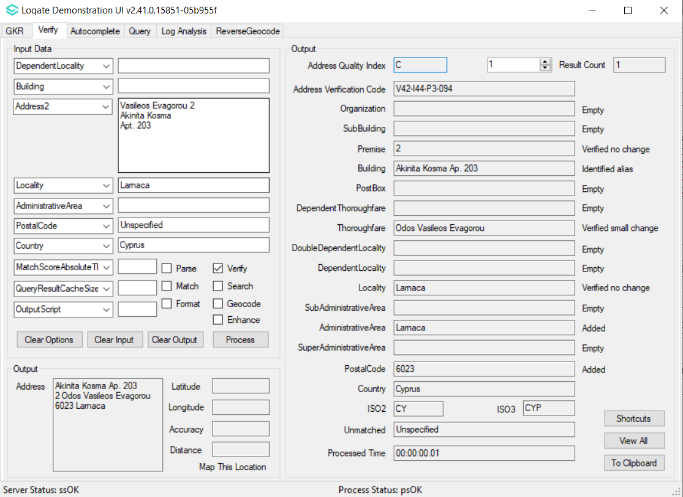 Loqate Demonstration UI v2.41.0.15851-05b955f
GKR Verify Autocomplete Query Log Analysis ReverseGeocode
Input Data
DependentLocality
Building
Address2
Vasileos Evagorou 2
Akinita Kosma
Apt. 203
Locality Larnaca
AdministrativeArea
PostalCode Unspecified
Country Cyprus
MatchScoreAbsoluteTl Parse Verify
QueryResultCacheSize Match Search
OutputScript Format Geocode
Enhance
Clear Options Clear Input Clear Output Process
Output
Address
Akinita Kosma Ap. 203
2 Odos Vasileos Evagorou
6023 Larnaca
Latitude
Longitude
Accuracy
Distance
Map This Location
Output
Address Quality Index C 1 Result Count 1
Address Verification Code V42-I44-P3-094
Organization Empty
SubBuilding Empty
Premise 2 Verified no change
Building Akinita Kosma Ap. 203 Identified alias
PostBox Empty
DependentThoroughfare Empty
Thoroughfare Odos Vasileos Evagorou Verified small change
DoubleDependentLocality Empty
DependentLocality Empty
Locality Larnaca Verified no change
SubAdministrativeArea Empty
AdministrativeArea Larnaca Added
SuperAdministrativeArea Empty
PostalCode 6023 Added
Country Cyprus
ISO2 CY ISO3 CYP
Unmatched Unspecified
Processed Time 00:00:00.01
Shortcuts
View All
To Clipboard
Server Status: ssOK Process Status: psOK